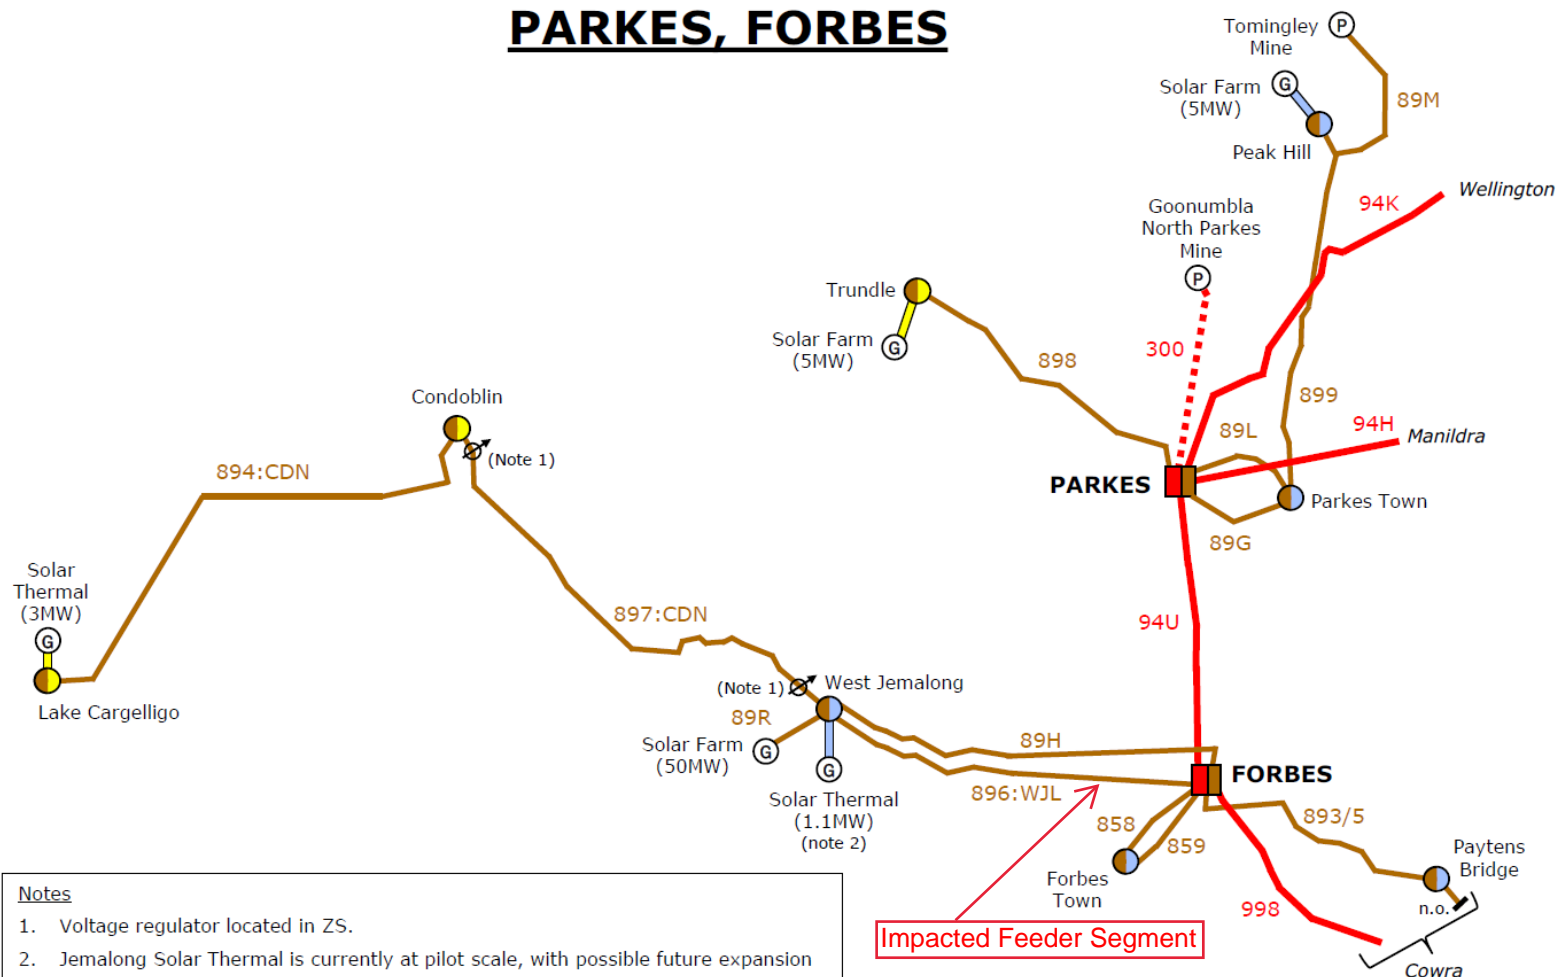 PARKES, FORBES
Tomingley
Mine
P
Solar Farm
(5MW)
G
89M
Peak Hill
Wellington
94K
Goonumbla
North Parkes
Mine
P
Trundle
Solar Farm
(5MW)
G
300
898
899
Condoblin
(Note 1)
89L
94H
Manildra
894:CDN
PARKES
Parkes Town
89G
Solar
Thermal
(3MW)
G
897:CDN
94U
Lake Cargelligo
(Note 1)
West Jemalong
89R
Solar Farm
(50MW)
G
G
89H
FORBES
896:WJL
Solar Thermal
(1.1MW)
(note 2)
858
859
893/5
Forbes
Town
Paytens
Bridge
n.o.
998
Cowra
Impacted Feeder Segment
Notes
1. Voltage regulator located in ZS.
2. Jemalong Solar Thermal is currently at pilot scale, with possible future expansion